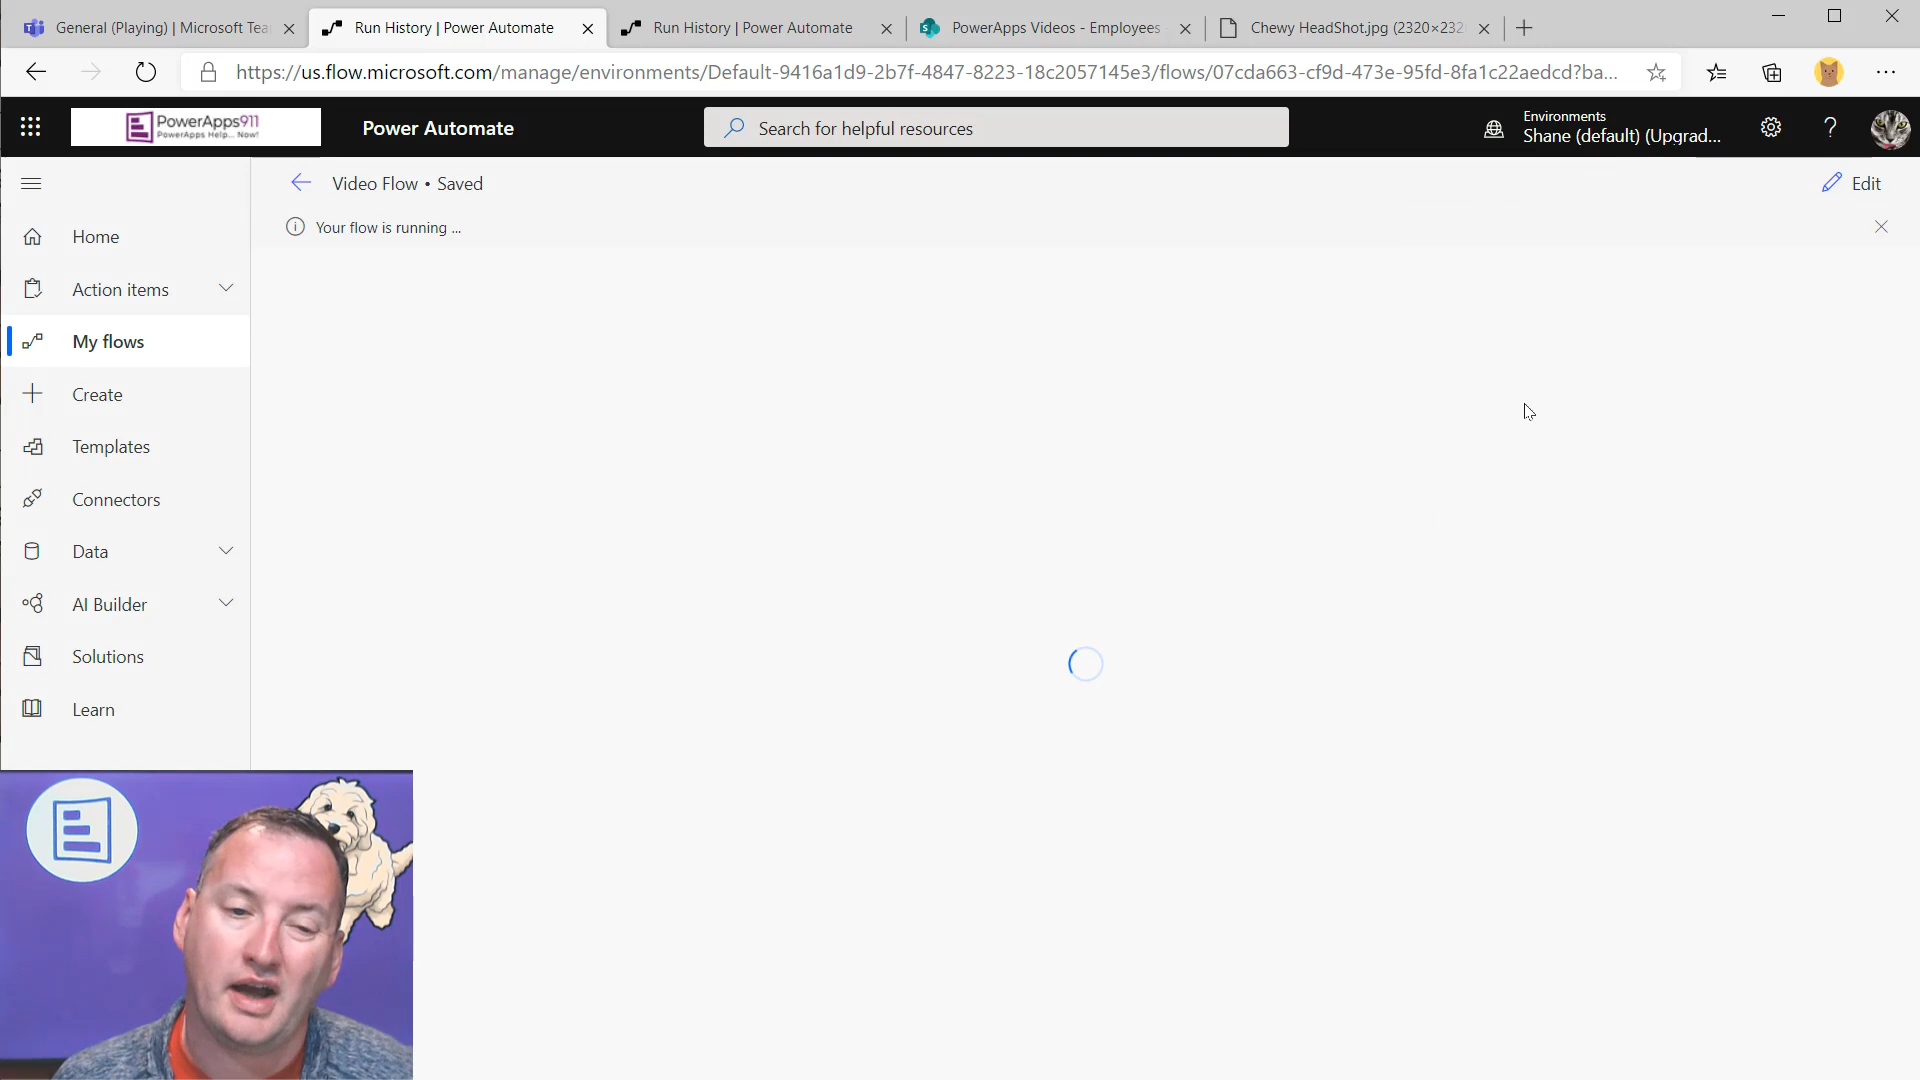 General (Playing) | Microsoft Tea
Run History | Power Automate
Run History | Power Automate
PowerApps Videos - Employees
Chewy HeadShot.jpg (2320×232
https://us.flow.microsoft.com/manage/environments/Default-9416a1d9-2b7f-4847-8223-18c2057145e3/flows/07cda663-cf9d-473e-95fd-8fa1c22aedcd?ba...
PowerApps911
PowerApps Help... Now!
Power Automate
Search for helpful resources
Environments
Shane (default) (Upgrad...
Video Flow • Saved
Edit
Your flow is running ...
Home
Action items
My flows
Create
Templates
Connectors
Data
AI Builder
Solutions
Learn